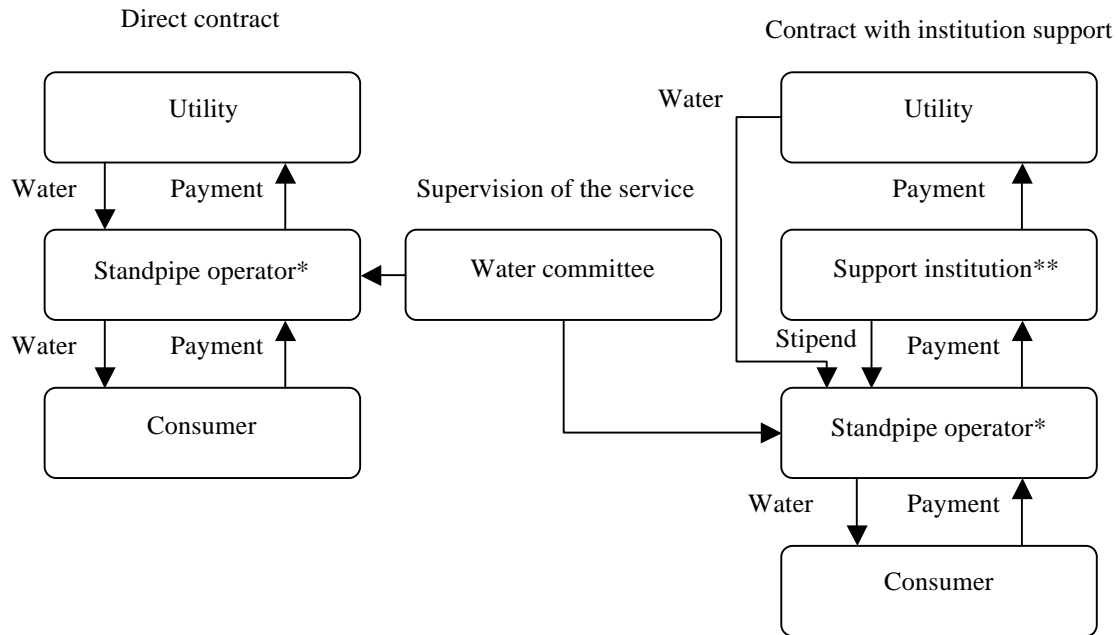 Direct contract
Contract with institution support
Utility
Water
Utility
Water
Payment
Supervision of the service
Payment
Standpipe operator*
Water committee
Support institution**
Water
Payment
Stipend
Payment
Consumer
Standpipe operator*
Water
Payment
Consumer